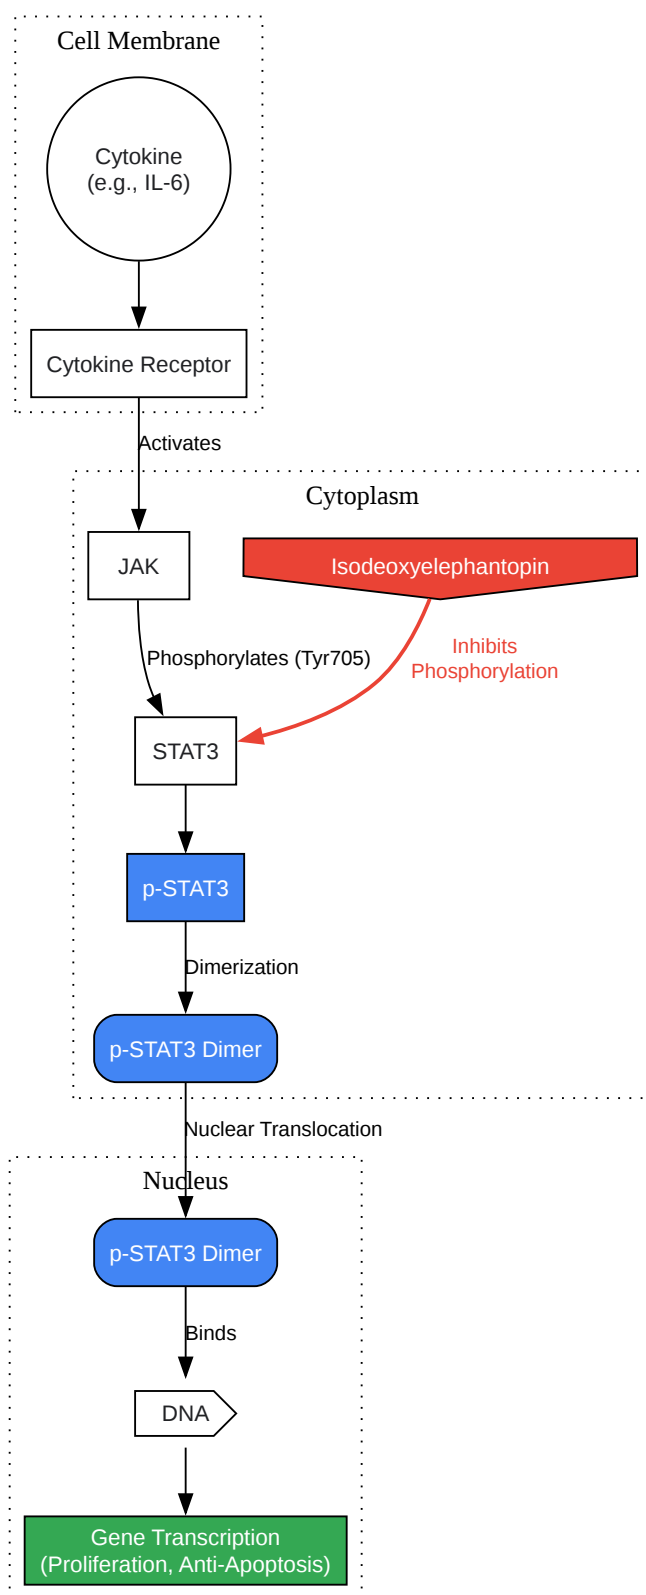 Cell Membrane
Cytokine
(e.g., IL-6)
Cytokine Receptor
Activates
Cytoplasm
JAK
Isodeoxyelephantopin
Phosphorylates (Tyr705)
Inhibits
Phosphorylation
STAT3
p-STAT3
Dimerization
p-STAT3 Dimer
Nuclear Translocation
Nucleus
p-STAT3 Dimer
Binds
DNA
Gene Transcription
(Proliferation, Anti-Apoptosis)